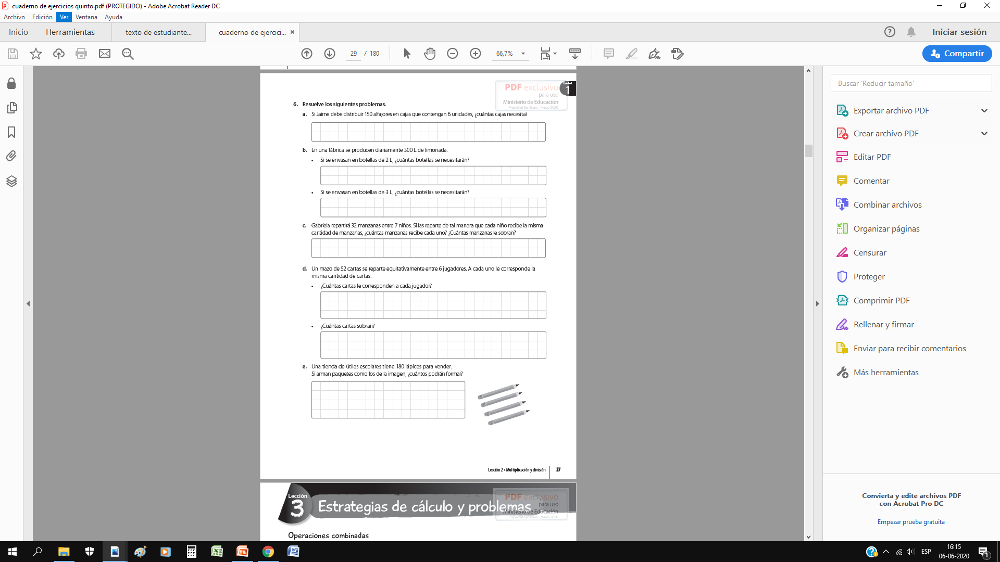 cuaderno de ejercicios quinto.pdf (PROTEGIDO) - Adobe Acrobat Reader DC
Archivo Edición Ver Ventana Ayuda
Inicio Herramientas texto de estudiante... cuaderno de ejercici... Iniciar sesión
29 / 180 66,7% Compartir
PDF exclusivo
para uso
Ministerio de Educación
Propiedad Santillana - Marzo 2020
Unidad
1
6. Resuelve los siguientes problemas.
a. Si Jaime debe distribuir 150 alfajores en cajas que contengan 6 unidades, ¿cuántas cajas necesita?
b. En una fábrica se producen diariamente 300 L de limonada.
• Si se envasan en botellas de 2 L, ¿cuántas botellas se necesitarán?
• Si se envasan en botellas de 3 L, ¿cuántas botellas se necesitarán?
c. Gabriela repartirá 32 manzanas entre 7 niños. Si las reparte de tal manera que cada niño recibe la misma
cantidad de manzanas, ¿cuántas manzanas recibe cada uno? ¿Cuántas manzanas le sobran?
d. Un mazo de 52 cartas se reparte equitativamente entre 6 jugadores. A cada uno le corresponde la
misma cantidad de cartas.
• ¿Cuántas cartas le corresponden a cada jugador?
• ¿Cuántas cartas sobran?
e. Una tienda de útiles escolares tiene 180 lápices para vender.
Si arman paquetes como los de la imagen, ¿cuántos podrán formar?
Lección 2 • Multiplicación y división 27
Lección
3
Estrategias de cálculo y problemas
PDF exclusivo
para uso
Ministerio de Educación
Propiedad Santillana - Marzo 2020
Operaciones combinadas
Buscar 'Reducir tamaño'
Exportar archivo PDF
Crear archivo PDF
Editar PDF
Comentar
Combinar archivos
Organizar páginas
Censurar
Proteger
Comprimir PDF
Rellenar y firmar
Enviar para recibir comentarios
Más herramientas
Convierta y edite archivos PDF
con Acrobat Pro DC
Empezar prueba gratuita
ESP
16:15
06-06-2020
1